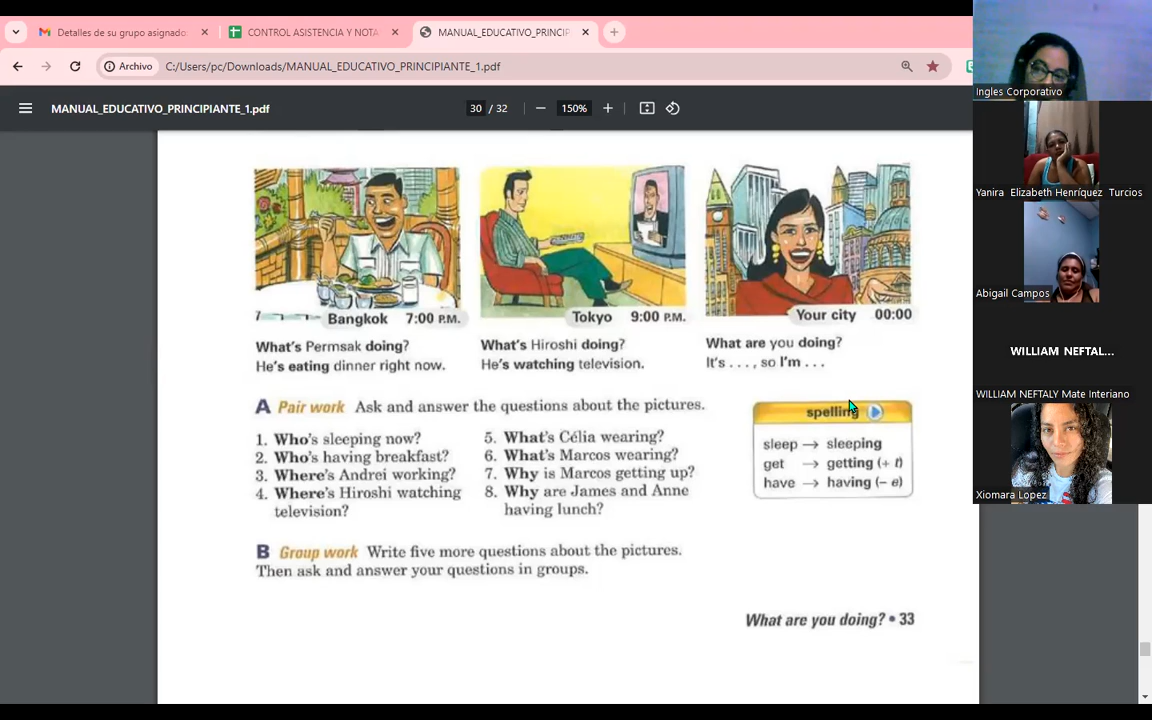 Detalles de su grupo asignado
CONTROL ASISTENCIA Y NOTA
MANUAL_EDUCATIVO_PRINCIP
Archivo
C:/Users/pc/Downloads/MANUAL_EDUCATIVO_PRINCIPIANTE_1.pdf
MANUAL_EDUCATIVO_PRINCIPIANTE_1.pdf
30 / 32
150%
Bangkok 7:00 P.M.
What's Permsak doing?
He's eating dinner right now.
Tokyo 9:00 P.M.
What's Hiroshi doing?
He's watching television.
Your city 00:00
What are you doing?
It's . . . , so I'm . . .
A Pair work Ask and answer the questions about the pictures.
1. Who's sleeping now?
2. Who's having breakfast?
3. Where's Andrei working?
4. Where's Hiroshi watching
television?
5. What's Célia wearing?
6. What's Marcos wearing?
7. Why is Marcos getting up?
8. Why are James and Anne
having lunch?
spelling
sleep → sleeping
get → getting (+ t)
have → having (– e)
B Group work Write five more questions about the pictures.
Then ask and answer your questions in groups.
What are you doing? • 33
Ingles Corporativo
Yanira Elizabeth Henríquez Turcios
Abigail Campos
WILLIAM NEFTAL...
WILLIAM NEFTALY Mate Interiano
Xiomara Lopez